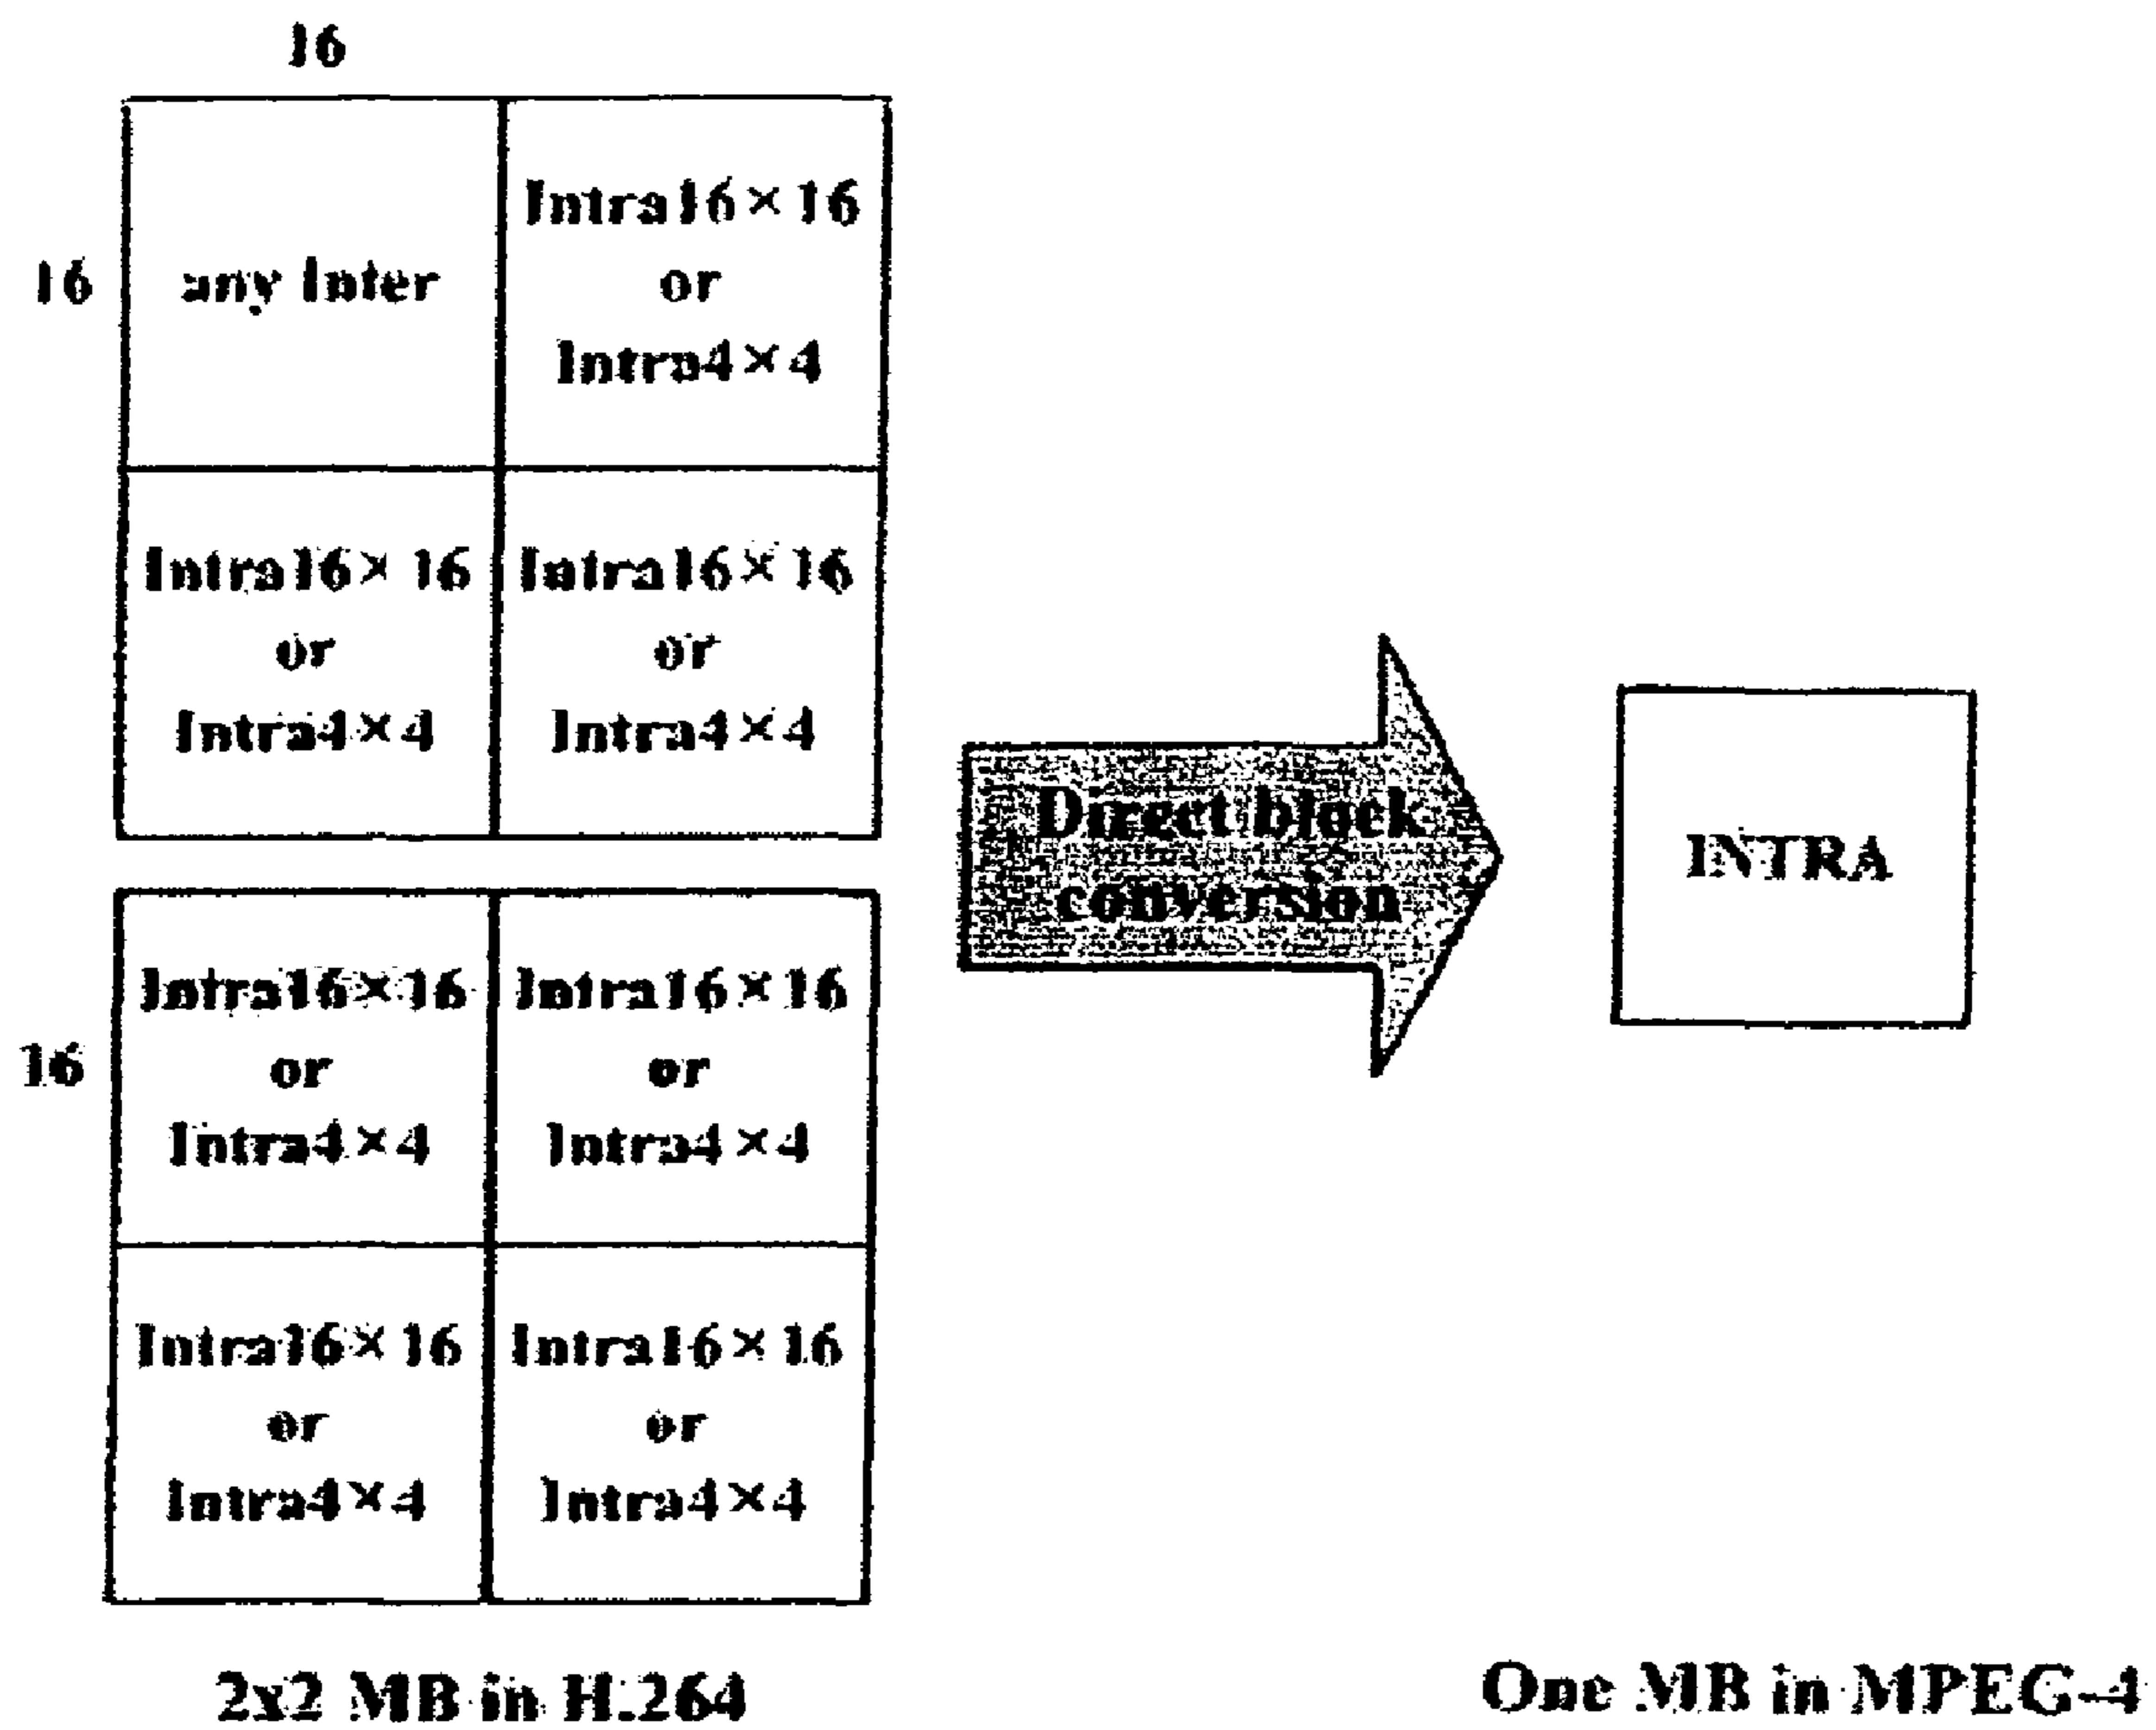 16
16
any Inter
Intra16×16
or
Intra4×4
Intra16×16
or
Intra4×4
Intra16×16
or
Intra4×4
16
Intra16×16
or
Intra4×4
Intra16×16
or
Intra4×4
Intra16×16
or
Intra4×4
Intra16×16
or
Intra4×4
2x2 MB in H.264
Direct block
conversion
INTRA
One MB in MPEG-4